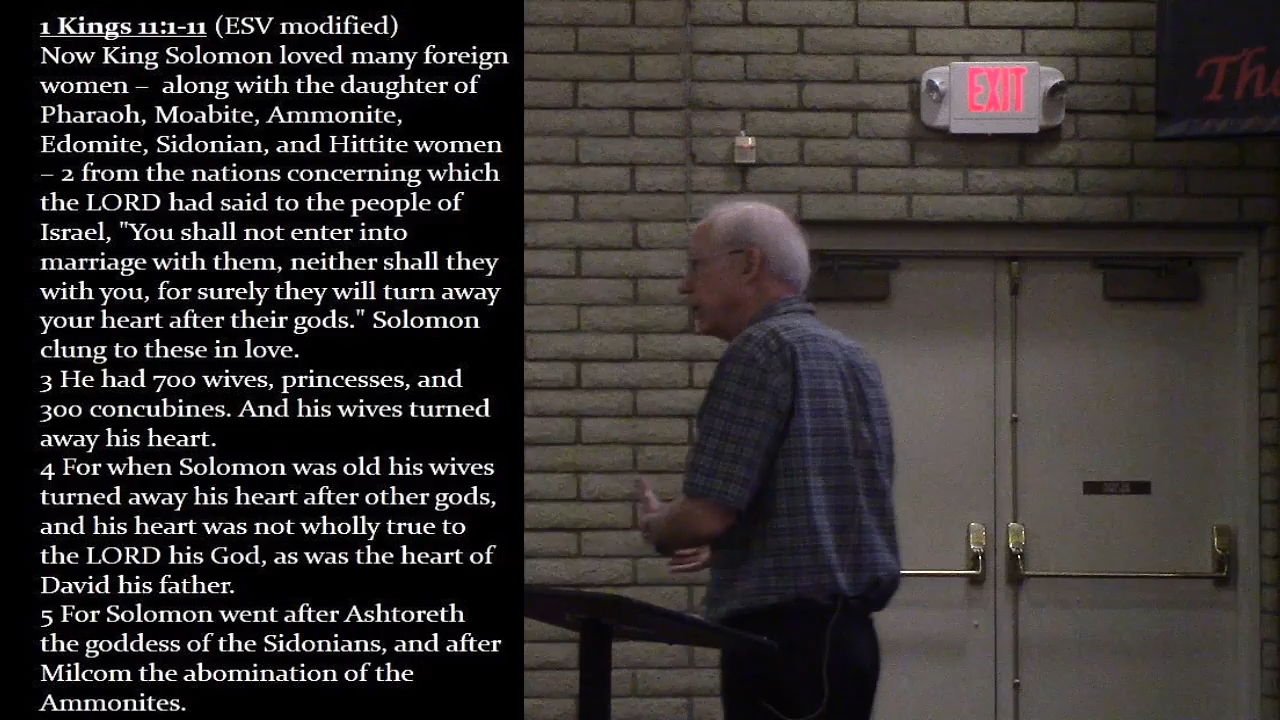 1 Kings 11:1-11 (ESV modified)
Now King Solomon loved many foreign
women – along with the daughter of
Pharaoh, Moabite, Ammonite,
Edomite, Sidonian, and Hittite women
– 2 from the nations concerning which
the LORD had said to the people of
Israel, "You shall not enter into
marriage with them, neither shall they
with you, for surely they will turn away
your heart after their gods." Solomon
clung to these in love.
3 He had 700 wives, princesses, and
300 concubines. And his wives turned
away his heart.
4 For when Solomon was old his wives
turned away his heart after other gods,
and his heart was not wholly true to
the LORD his God, as was the heart of
David his father.
5 For Solomon went after Ashtoreth
the goddess of the Sidonians, and after
Milcom the abomination of the
Ammonites.
EXIT
The